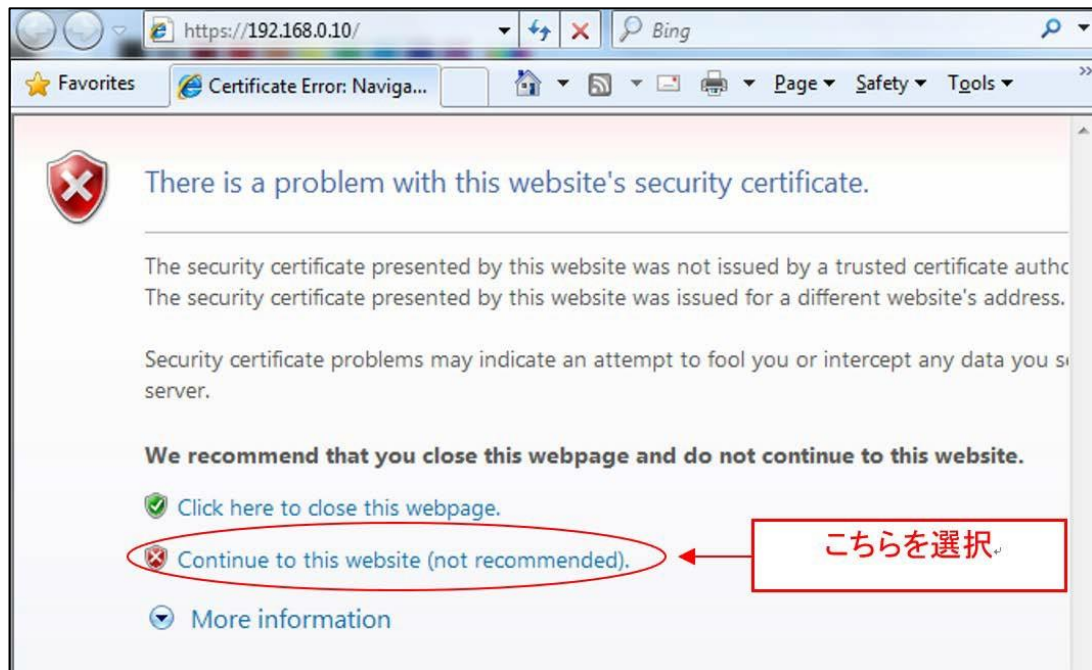 https://192.168.0.10/
Bing
Favorites
Certificate Error: Naviga...
Page
Safety
Tools
»
There is a problem with this website's security certificate.
The security certificate presented by this website was not issued by a trusted certificate autho
The security certificate presented by this website was issued for a different website's address.
Security certificate problems may indicate an attempt to fool you or intercept any data you se
server.
We recommend that you close this webpage and do not continue to this website.
Click here to close this webpage.
Continue to this website (not recommended).
こちらを選択
More information